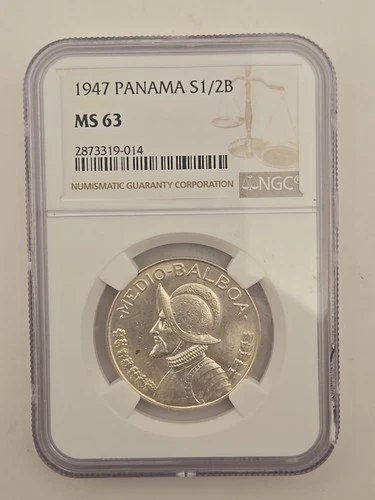 1947 PANAMA S1/2B
MS 63
2873319-014
NUMISMATIC GUARANTY CORPORATION
NGC®
·MEDIO-BALBOA·